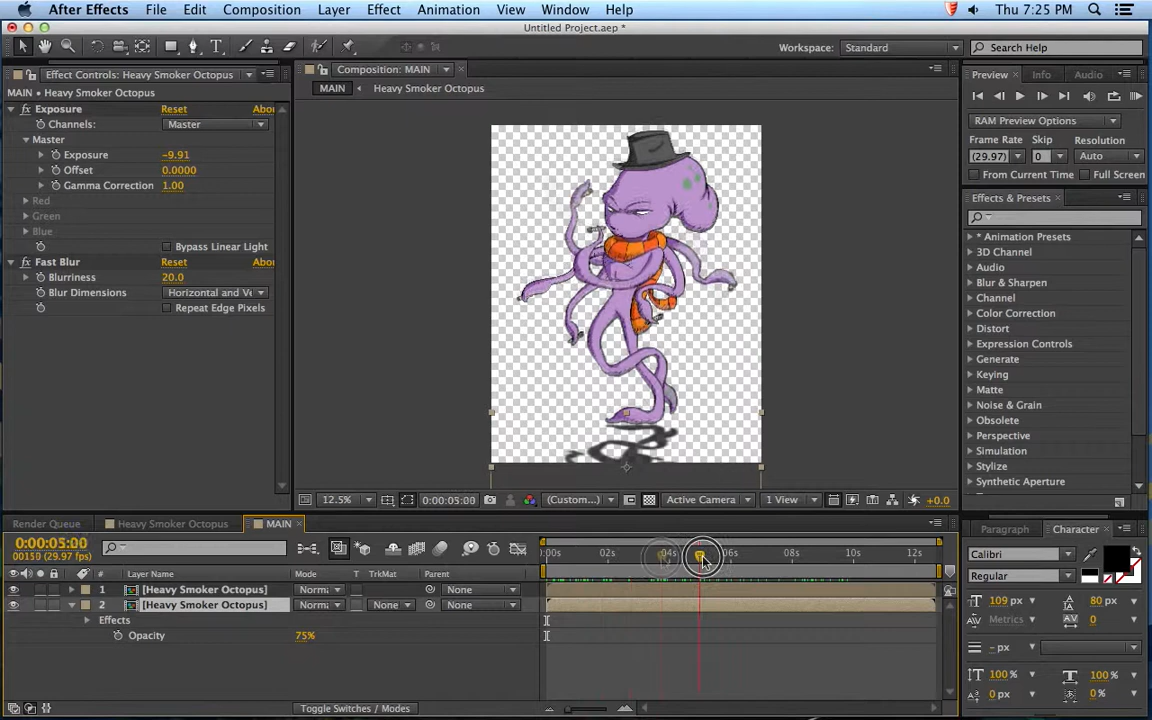 After Effects File Edit Composition Layer Effect Animation View Window Help Thu 7:25 PM
Untitled Project.aep *
Workspace: Standard Search Help
Effect Controls: Heavy Smoker Octopus
Composition: MAIN
Preview Info Audio
MAIN • Heavy Smoker Octopus
MAIN Heavy Smoker Octopus
fx Exposure Reset Abou
Channels: Master
Master
Exposure -9.91
Offset 0.0000
Gamma Correction 1.00
Red
Green
Blue
Bypass Linear Light
fx Fast Blur Reset Abou
Blurriness 20.0
Blur Dimensions Horizontal and Ve
Repeat Edge Pixels
RAM Preview Options
Frame Rate Skip Resolution
(29.97) 0 Auto
From Current Time Full Screen
Effects & Presets
* Animation Presets
3D Channel
Audio
Blur & Sharpen
Channel
Color Correction
Distort
Expression Controls
Generate
Keying
Matte
Noise & Grain
Obsolete
Perspective
Simulation
Stylize
Synthetic Aperture
12.5% 0:00:05:00 (Custom...) Active Camera 1 View +0.0
Render Queue Heavy Smoker Octopus MAIN
0:00:05:00
00150 (29.97 fps)
:00s 02s 04s 6s 08s 10s 12s
# Layer Name Mode T TrkMat Parent
1 [Heavy Smoker Octopus] Norma None
2 [Heavy Smoker Octopus] Norma None None
Effects
Opacity 75%
Toggle Switches / Modes
Paragraph Character
Calibri
Regular
109 px 80 px
Metrics 0
- px
100% 100%
0 px 0 %